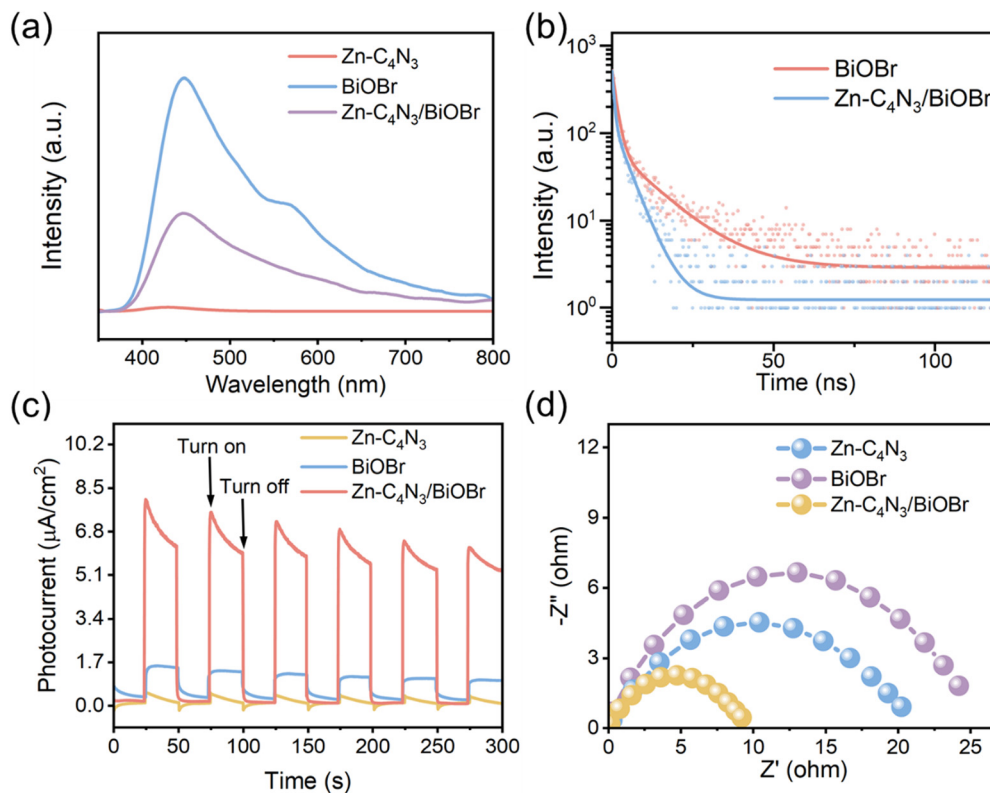 (a)
Zn-C₄N₃
BiOBr
Zn-C₄N₃/BiOBr
Intensity (a.u.)
400 500 600 700 800
Wavelength (nm)
(b)
10³
10²
10¹
10⁰
BiOBr
Zn-C₄N₃/BiOBr
Intensity (a.u.)
0 50 100
Time (ns)
(c)
10.2
8.5
6.8
5.1
3.4
1.7
0.0
Zn-C₄N₃
BiOBr
Zn-C₄N₃/BiOBr
Turn on
Turn off
Photocurrent (μA/cm²)
0 50 100 150 200 250 300
Time (s)
(d)
12
9
6
3
0
Zn-C₄N₃
BiOBr
Zn-C₄N₃/BiOBr
-Z" (ohm)
0 5 10 15 20 25
Z' (ohm)